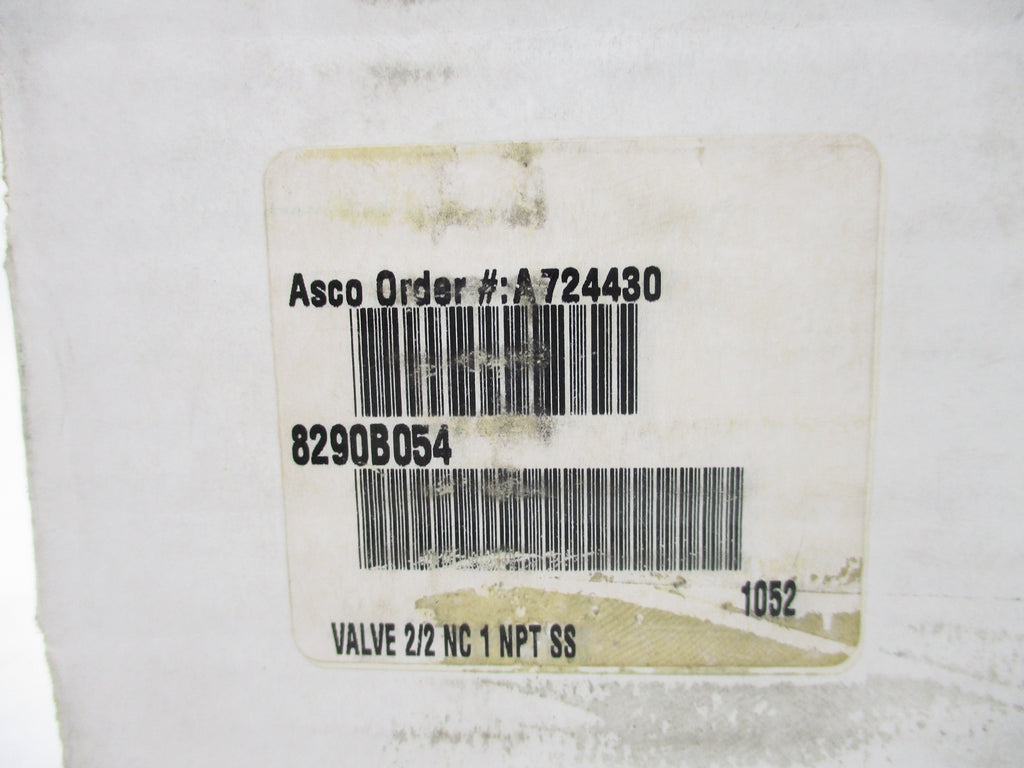 Asco Order #:A724430
8290B054
1052
VALVE 2/2 NC 1 NPT SS